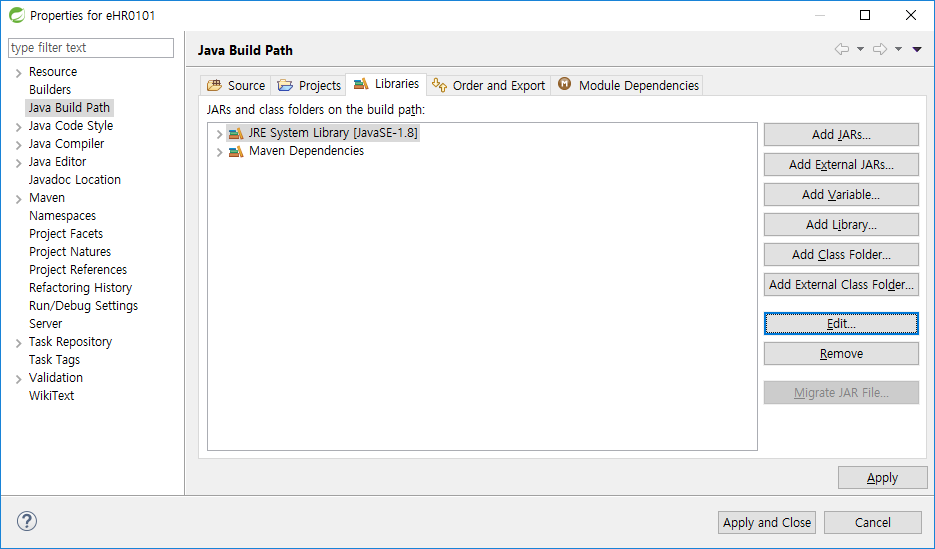 Properties for eHR0101
type filter text
Resource
Builders
Java Build Path
Java Code Style
Java Compiler
Java Editor
Javadoc Location
Maven
Namespaces
Project Facets
Project Natures
Project References
Refactoring History
Run/Debug Settings
Server
Task Repository
Task Tags
Validation
WikiText
Java Build Path
Source
Projects
Libraries
Order and Export
M Module Dependencies
JARs and class folders on the build path:
JRE System Library [JavaSE-1.8]
Maven Dependencies
Add JARs...
Add External JARs...
Add Variable...
Add Library...
Add Class Folder...
Add External Class Folder...
Edit...
Remove
Migrate JAR File...
Apply
?
Apply and Close
Cancel